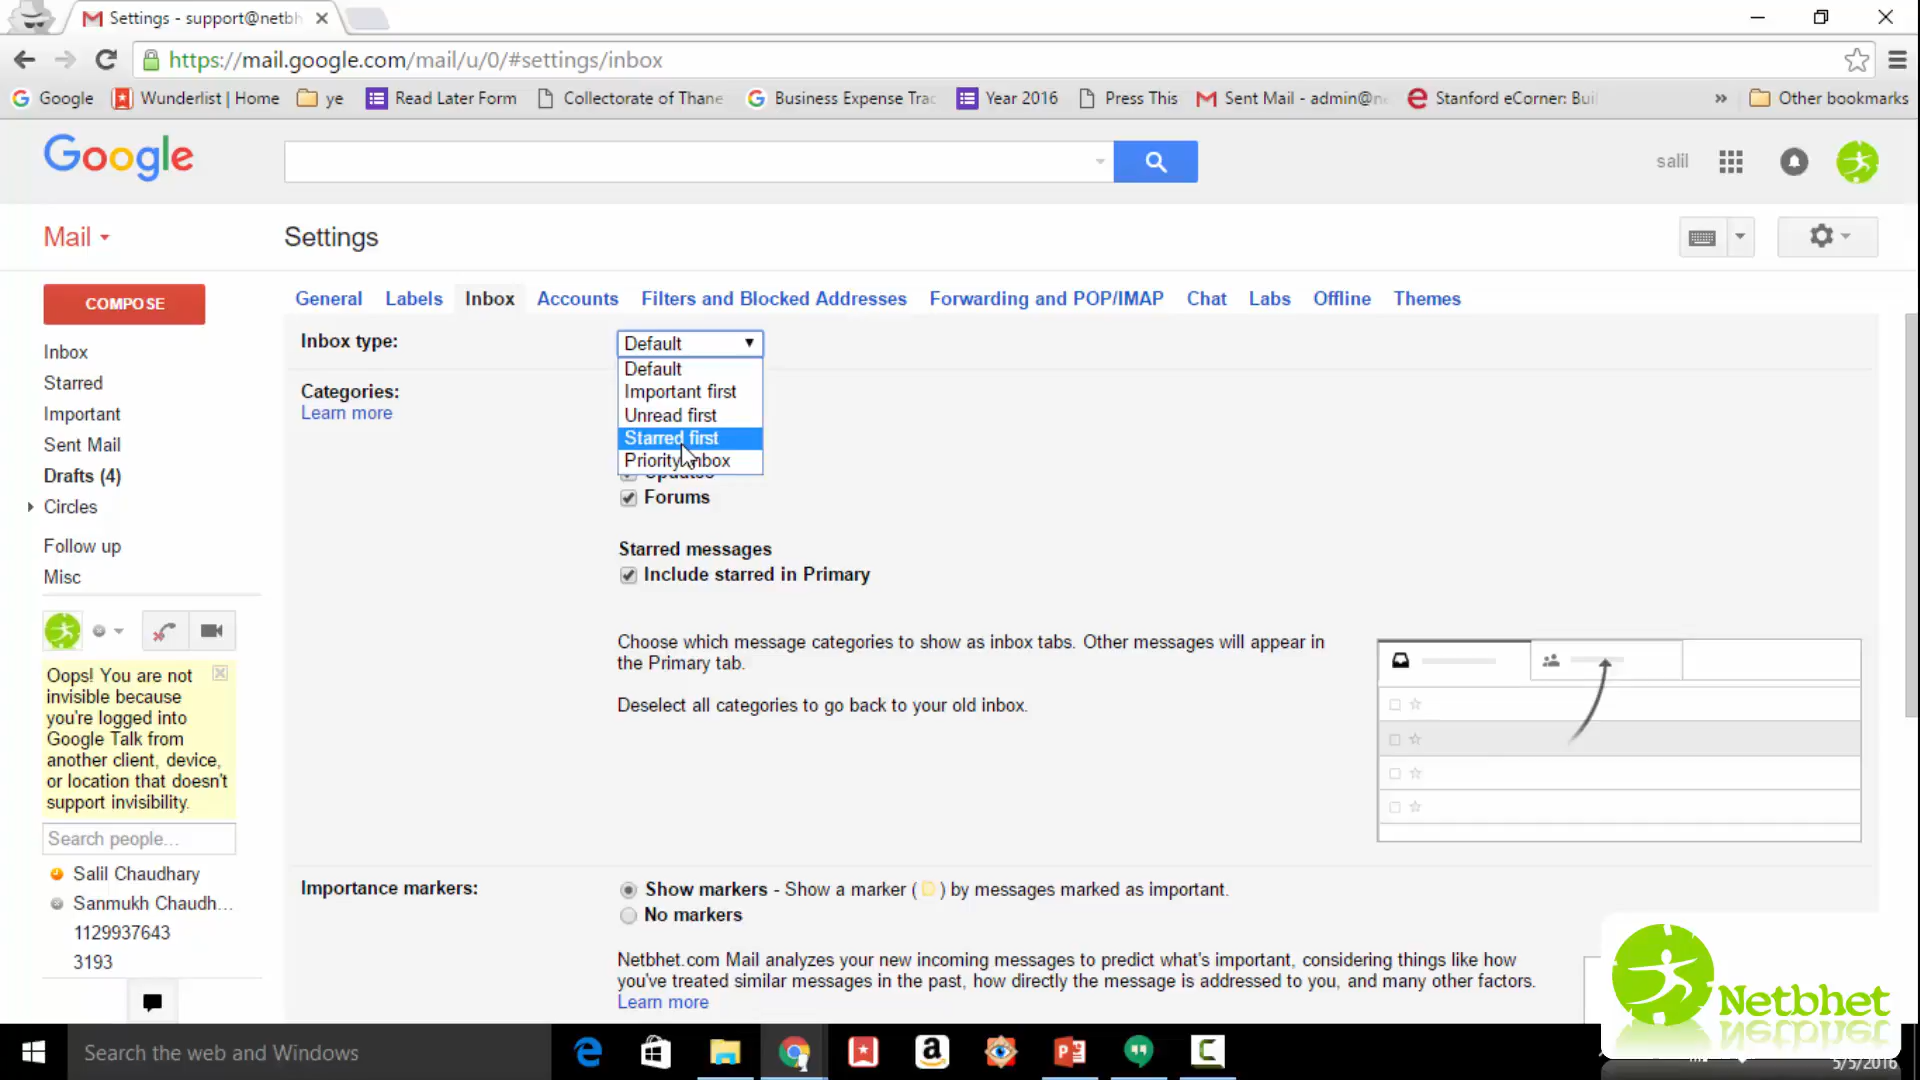 Settings - support@netbh
https://mail.google.com/mail/u/0/#settings/inbox
Google Wunderlist | Home ye Read Later Form Collectorate of Thane Business Expense Trac Year 2016 Press This Sent Mail - admin@ne Stanford eCorner: Buil » Other bookmarks
Google salil
Mail Settings
COMPOSE
General Labels Inbox Accounts Filters and Blocked Addresses Forwarding and POP/IMAP Chat Labs Offline Themes
Inbox
Starred
Important
Sent Mail
Drafts (4)
Circles
Follow up
Misc
Oops! You are not
invisible because
you're logged into
Google Talk from
another client, device,
or location that doesn't
support invisibility.
Search people...
Salil Chaudhary
Sanmukh Chaudh...
1129937643
3193
Inbox type: Default
Default
Important first
Unread first
Starred first
Priority Inbox
Categories:
Learn more
Updates
Forums
Starred messages
Include starred in Primary
Choose which message categories to show as inbox tabs. Other messages will appear in
the Primary tab.
Deselect all categories to go back to your old inbox.
Importance markers: Show markers - Show a marker ( ) by messages marked as important.
No markers
Netbhet.com Mail analyzes your new incoming messages to predict what's important, considering things like how
you've treated similar messages in the past, how directly the message is addressed to you, and many other factors.
Learn more
Netbhet
Search the web and Windows
5/5/2016